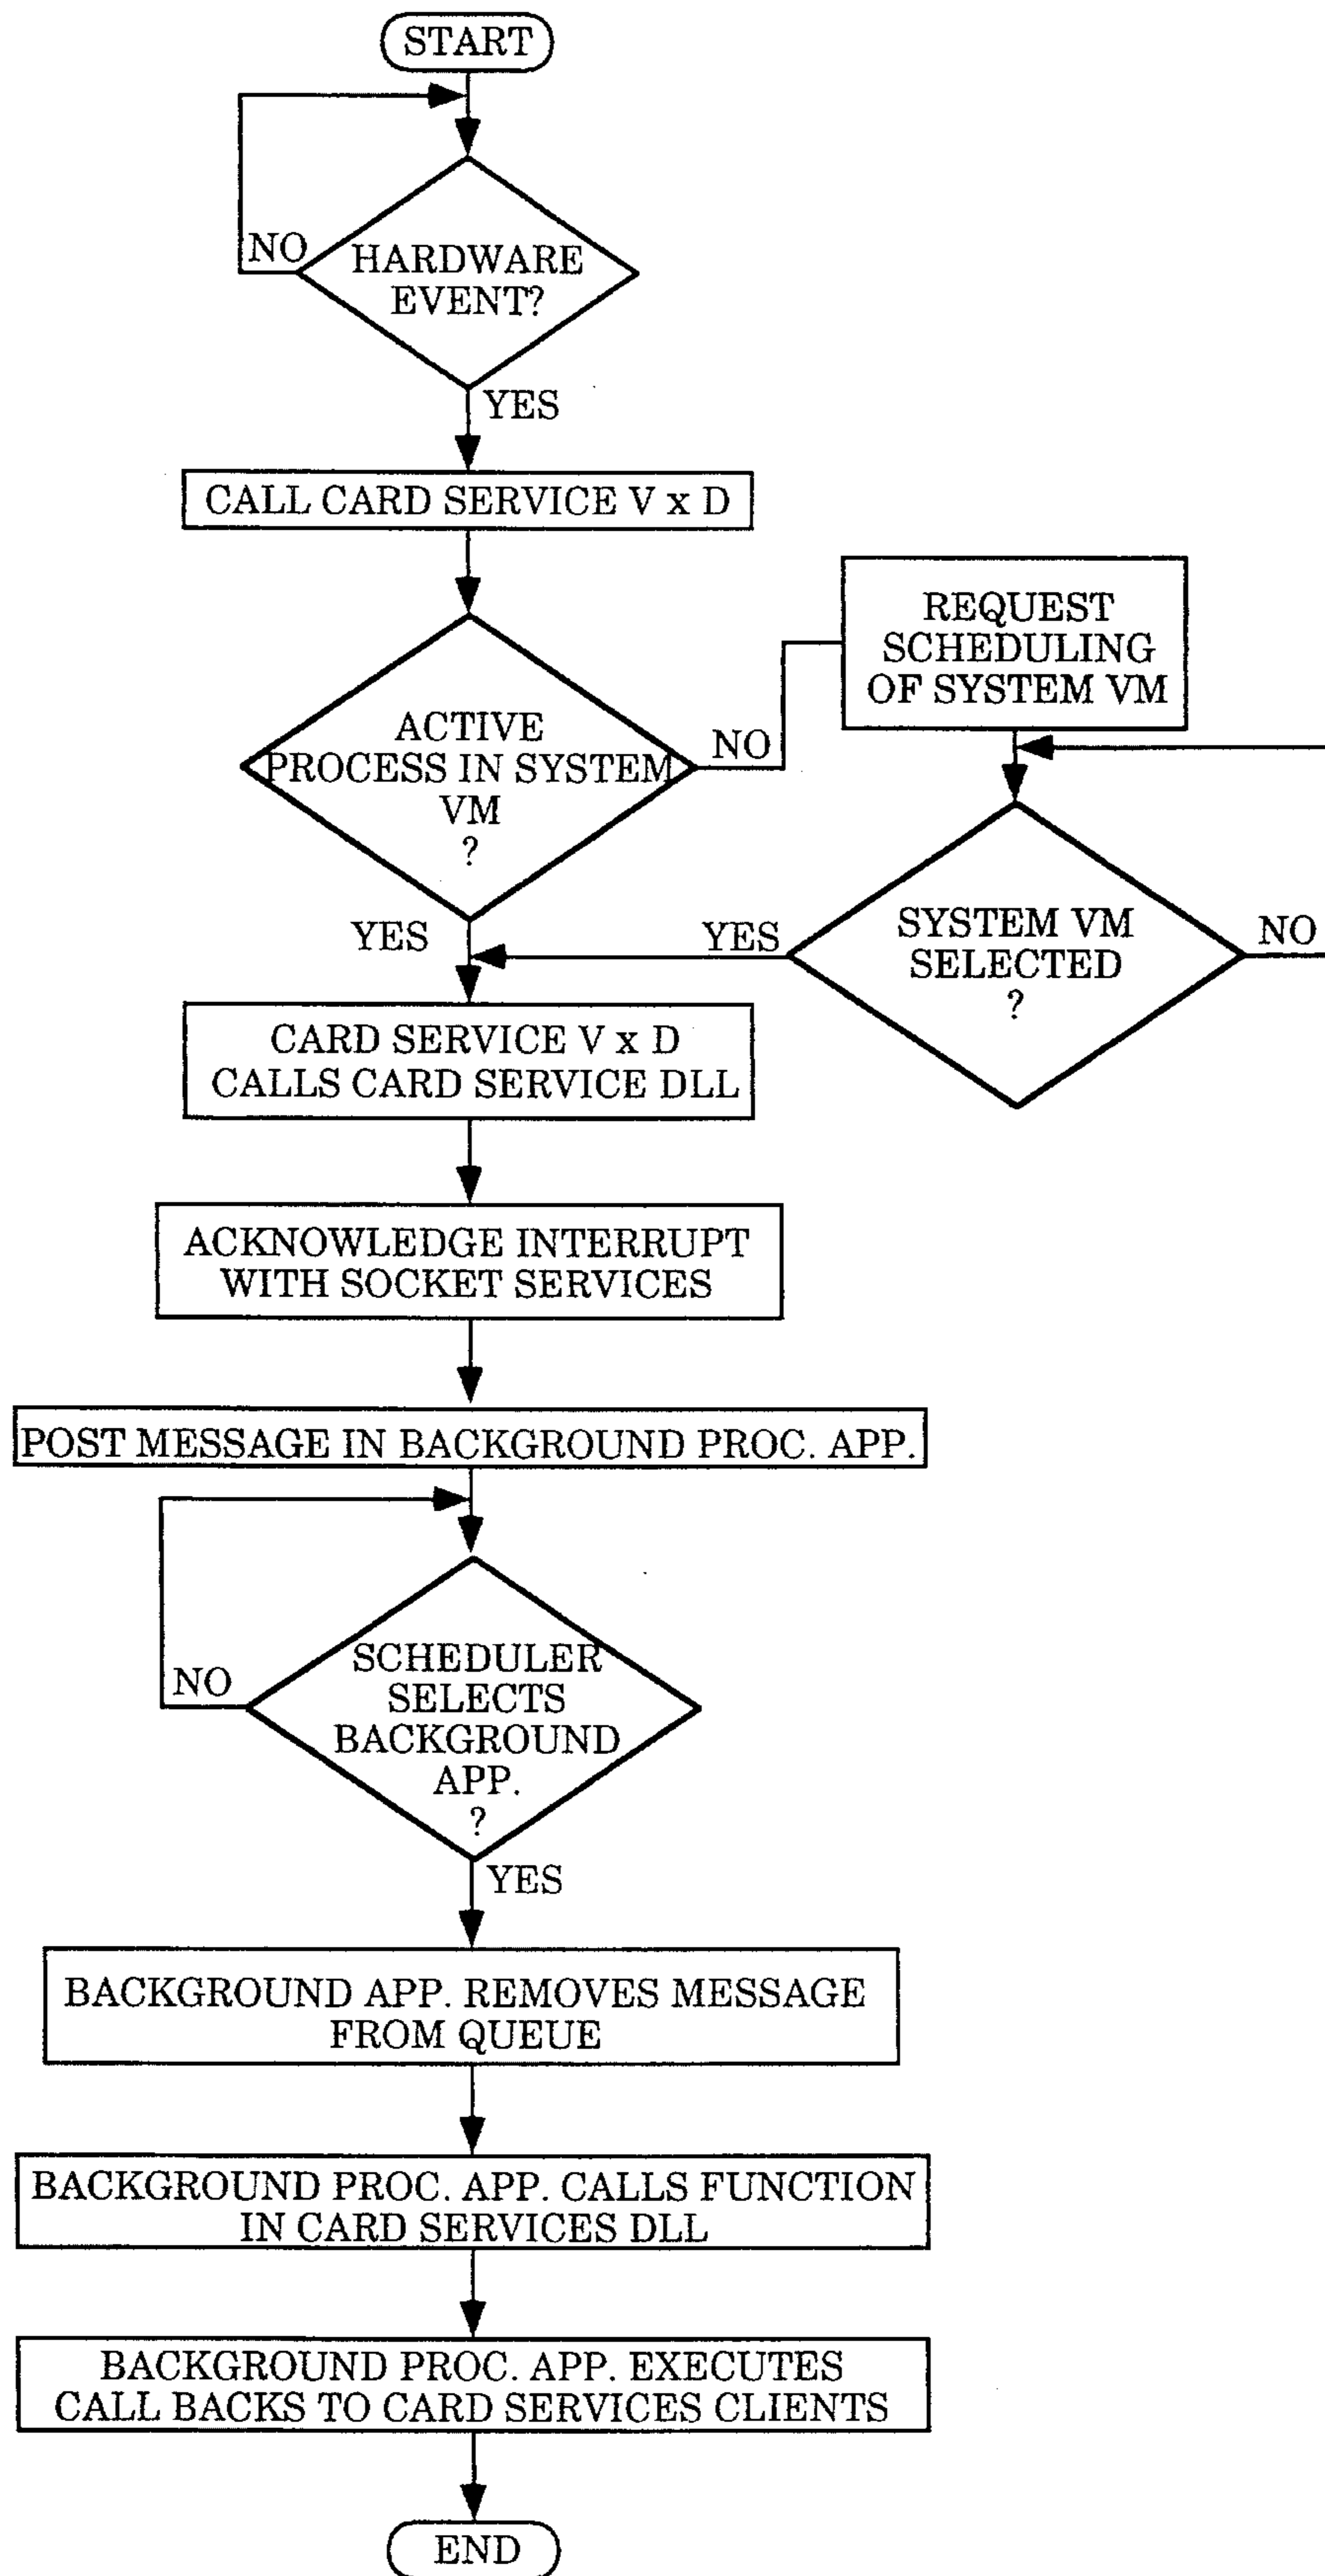 START
NO
HARDWARE
EVENT?
YES
CALL CARD SERVICE V x D
REQUEST
SCHEDULING
OF SYSTEM VM
ACTIVE
PROCESS IN SYSTEM
VM
?
NO
YES
YES
SYSTEM VM
SELECTED
?
NO
CARD SERVICE V x D
CALLS CARD SERVICE DLL
ACKNOWLEDGE INTERRUPT
WITH SOCKET SERVICES
POST MESSAGE IN BACKGROUND PROC. APP.
NO
SCHEDULER
SELECTS
BACKGROUND
APP.
?
YES
BACKGROUND APP. REMOVES MESSAGE
FROM QUEUE
BACKGROUND PROC. APP. CALLS FUNCTION
IN CARD SERVICES DLL
BACKGROUND PROC. APP. EXECUTES
CALL BACKS TO CARD SERVICES CLIENTS
END